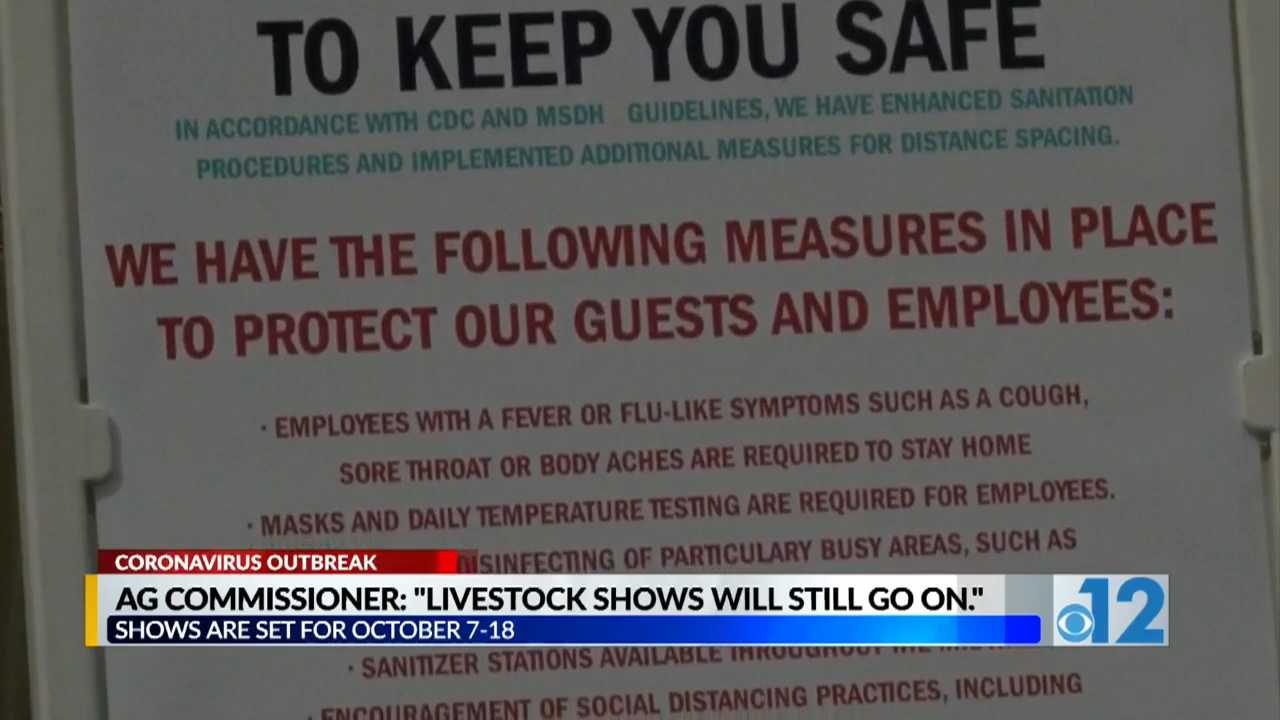 TO KEEP YOU SAFE
IN ACCORDANCE WITH CDC AND MSDH GUIDELINES, WE HAVE ENHANCED SANITATION
PROCEDURES AND IMPLEMENTED ADDITIONAL MEASURES FOR DISTANCE SPACING.
WE HAVE THE FOLLOWING MEASURES IN PLACE
TO PROTECT OUR GUESTS AND EMPLOYEES:
· EMPLOYEES WITH A FEVER OR FLU-LIKE SYMPTOMS SUCH AS A COUGH,
SORE THROAT OR BODY ACHES ARE REQUIRED TO STAY HOME
· MASKS AND DAILY TEMPERATURE TESTING ARE REQUIRED FOR EMPLOYEES.
DISINFECTING OF PARTICULARY BUSY AREAS, SUCH AS
CORONAVIRUS OUTBREAK
AG COMMISSIONER: "LIVESTOCK SHOWS WILL STILL GO ON."
SHOWS ARE SET FOR OCTOBER 7-18
12
· SANITIZER STATIONS AVAILABLE THROUGHOUT
· ENCOURAGEMENT OF SOCIAL DISTANCING PRACTICES, INCLUDING